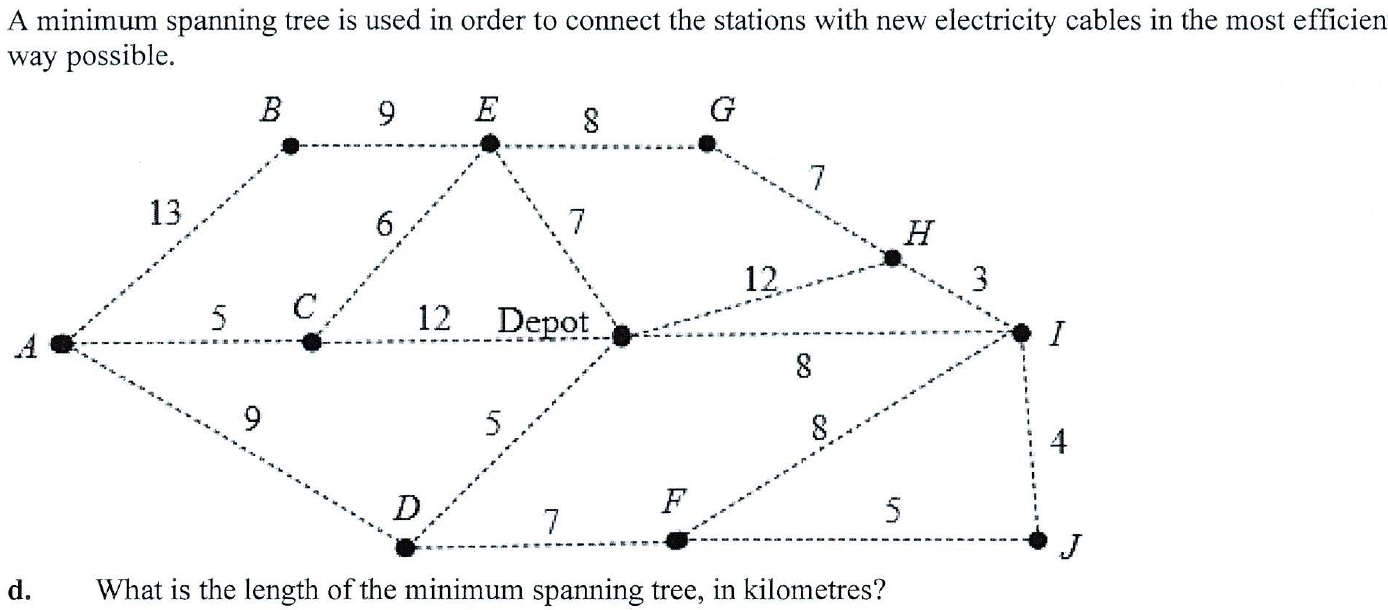 A minimum spanning tree is used in order to connect the stations with new electricity cables in the most efficien
way possible.
B 9 E 8 G
7
13
6 7 H
12 3
5 C 12 Depot
A I
8
9 5 8 4
D 7 F 5
J
d. What is the length of the minimum spanning tree, in kilometres?